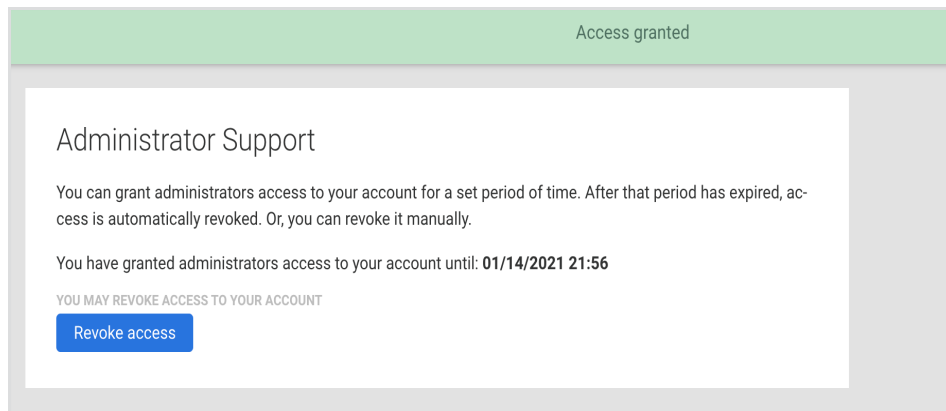 Access granted
Administrator Support
You can grant administrators access to your account for a set period of time. After that period has expired, ac-
cess is automatically revoked. Or, you can revoke it manually.
You have granted administrators access to your account until: 01/14/2021 21:56
YOU MAY REVOKE ACCESS TO YOUR ACCOUNT
Revoke access